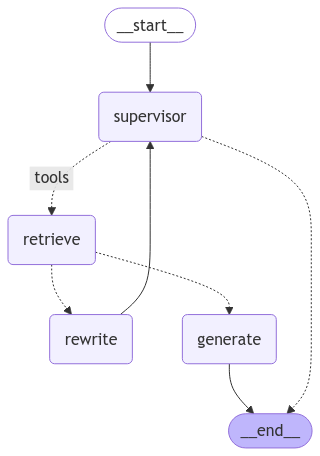 __start__
supervisor
tools
retrieve
rewrite
generate
__end__